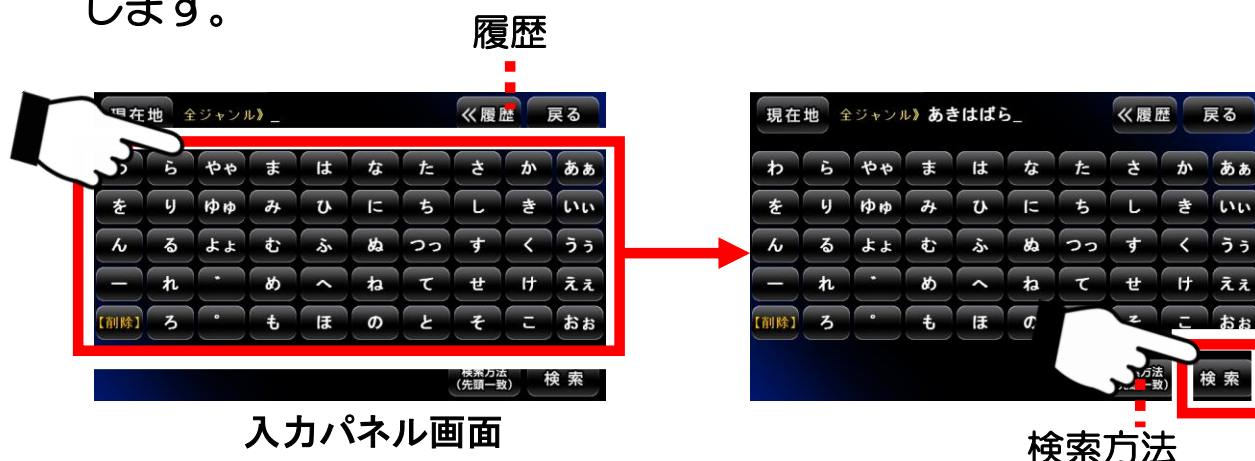 します。
履歴
現在地 全ジャンル》_ ≪履歴 戻る
ら やゃ ま は な た さ か あぁ
を り ゆゅ み ひ に ち し き いぃ
ん る よょ む ふ ぬ つっ す く うぅ
ー れ ゛ め へ ね て せ け えぇ
【削除】 ろ ゜ も ほ の と そ こ おぉ
検索方法
(先頭一致)
検索
入力パネル画面
現在地 全ジャンル》あきはばら_ ≪履歴 戻る
わ ら やゃ ま は な た さ か あぁ
を り ゆゅ み ひ に ち し き いぃ
ん る よょ む ふ ぬ つっ す く うぅ
ー れ ゛ め へ ね て せ け えぇ
【削除】 ろ ゜ も ほ の そ こ おぉ
検索
検索方法